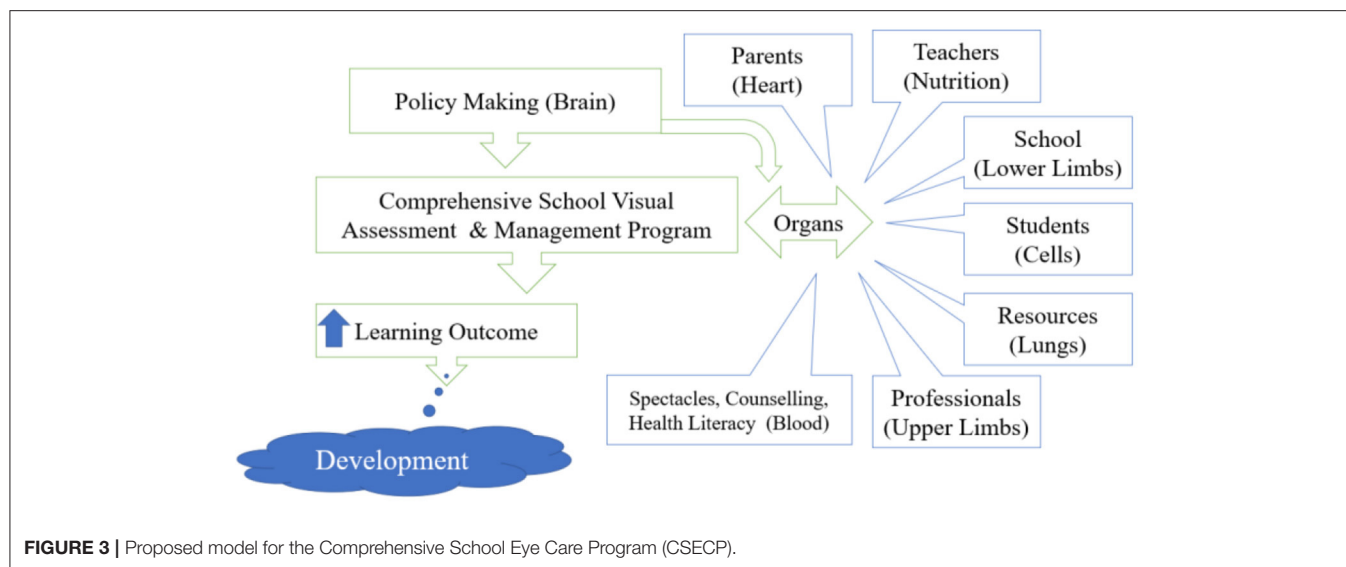 Policy Making (Brain)
Comprehensive School Visual
Assessment & Management Program
Learning Outcome
Development
Organs
Parents
(Heart)
Teachers
(Nutrition)
School
(Lower Limbs)
Students
(Cells)
Resources
(Lungs)
Professionals
(Upper Limbs)
Spectacles, Counselling,
Health Literacy (Blood)
FIGURE 3 | Proposed model for the Comprehensive School Eye Care Program (CSECP).